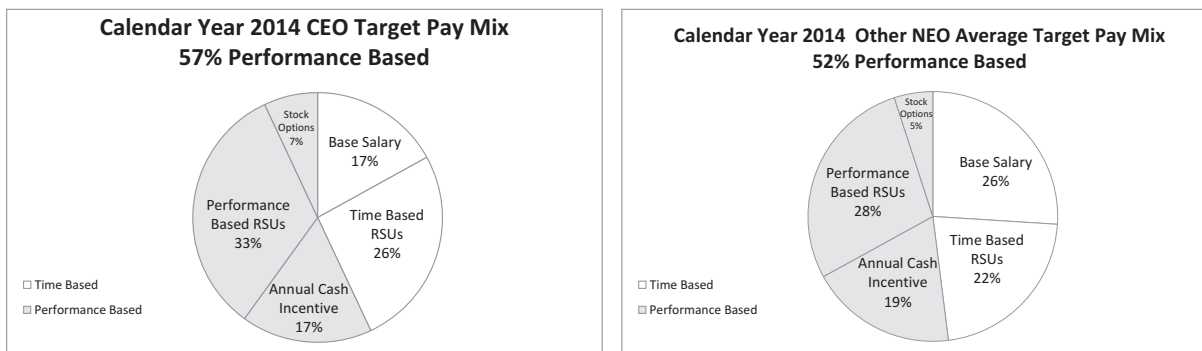 Calendar Year 2014 CEO Target Pay Mix
57% Performance Based
Stock
Options
7%
Base Salary
17%
Time Based
RSUs
26%
Annual Cash
Incentive
17%
Performance
Based RSUs
33%
Time Based
Performance Based
Calendar Year 2014  Other NEO Average Target Pay Mix
52% Performance Based
Stock
Options
5%
Base Salary
26%
Time Based
RSUs
22%
Annual Cash
Incentive
19%
Performance
Based RSUs
28%
Time Based
Performance Based